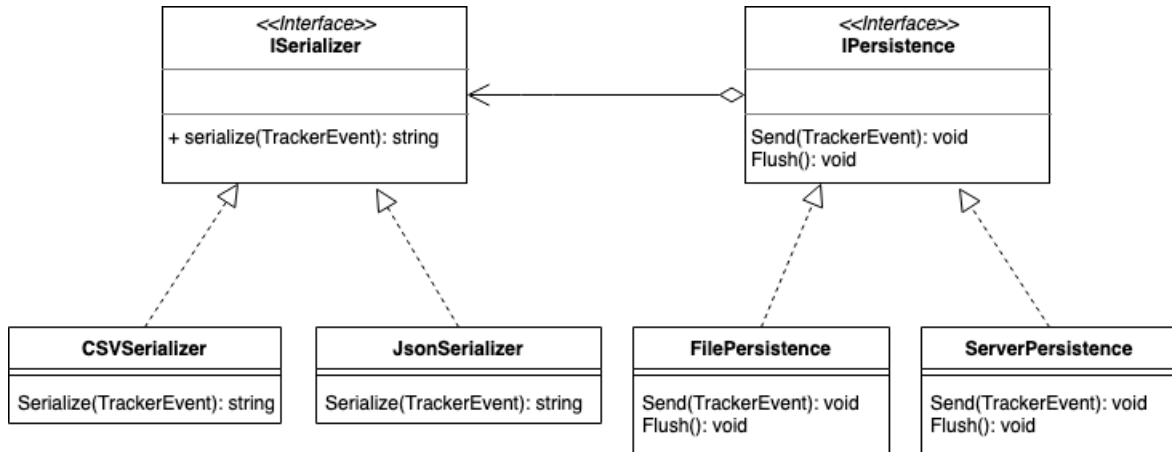 <<Interface>>
ISerializer
+ serialize(TrackerEvent): string
<<Interface>>
IPersistence
Send(TrackerEvent): void
Flush(): void
CSVSerializer
Serialize(TrackerEvent): string
JsonSerializer
Serialize(TrackerEvent): string
FilePersistence
Send(TrackerEvent): void
Flush(): void
ServerPersistence
Send(TrackerEvent): void
Flush(): void